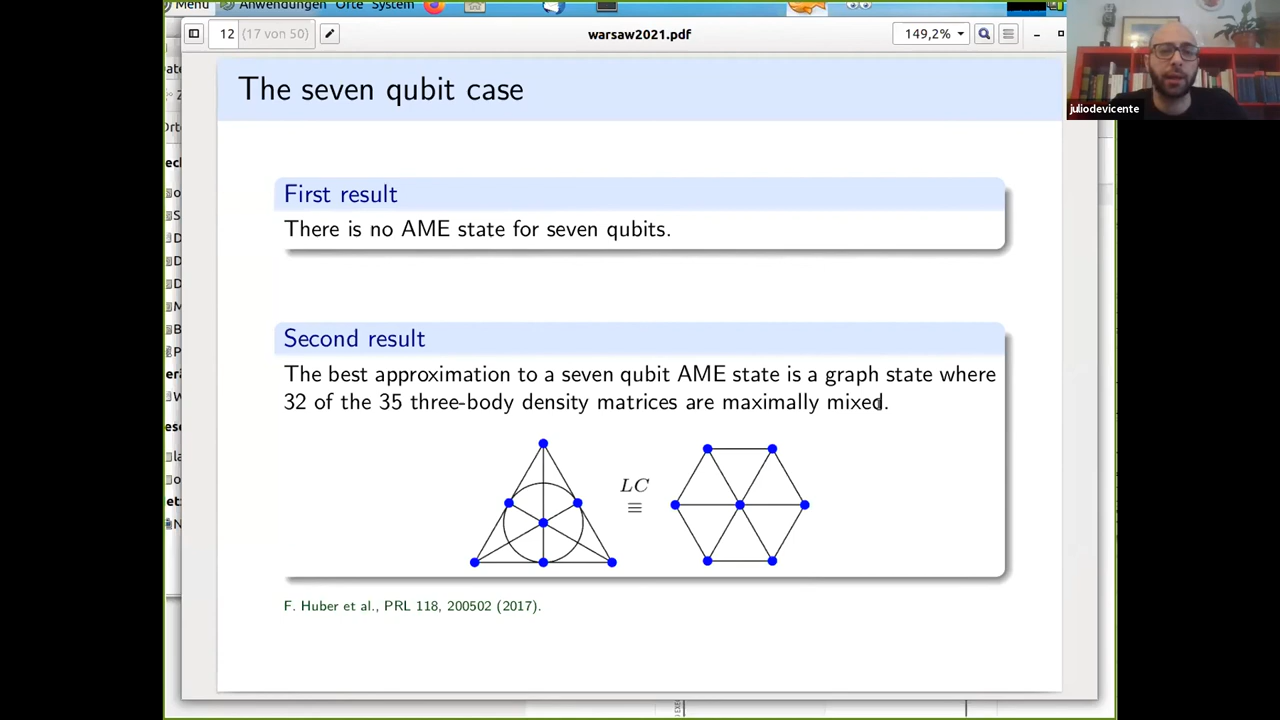 Menu Anwendungen Orte System
12 (17 von 50)
warsaw2021.pdf
149,2%
juliodevicente
The seven qubit case
First result
There is no AME state for seven qubits.
Second result
The best approximation to a seven qubit AME state is a graph state where
32 of the 35 three-body density matrices are maximally mixed.
LC
≡
F. Huber et al., PRL 118, 200502 (2017).